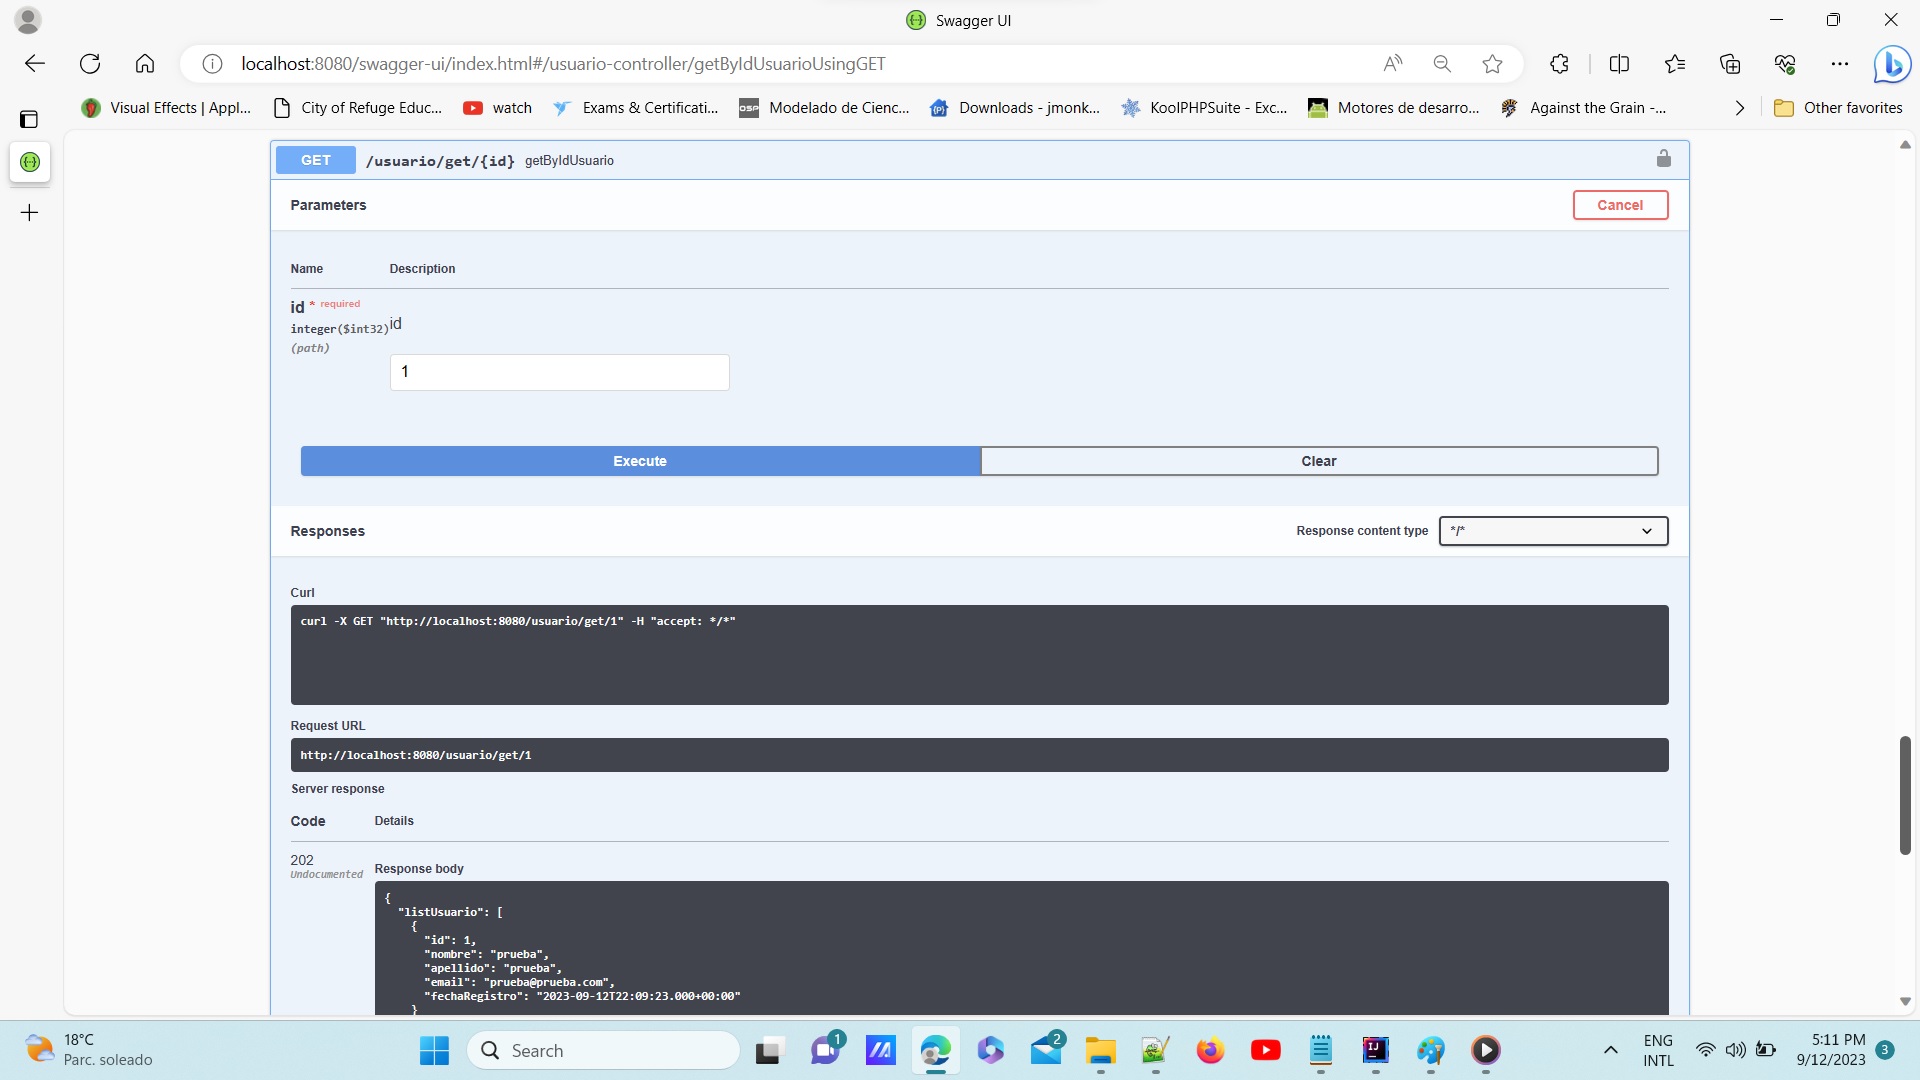 Swagger UI
localhost:8080/swagger-ui/index.html#/usuario-controller/getByIdUsuarioUsingGET
Visual Effects | Appl... City of Refuge Educ... watch Exams & Certificati... DSP Modelado de Cienc... Downloads - jmonk... KoolPHPSuite - Exc... Motores de desarro... Against the Grain -... Other favorites
GET /usuario/get/{id} getByIdUsuario
Parameters Cancel
Name Description
id * required
integer($int32) id
(path)
1
Execute Clear
Responses Response content type */*
Curl
curl -X GET "http://localhost:8080/usuario/get/1" -H "accept: */*"
Request URL
http://localhost:8080/usuario/get/1
Server response
Code Details
202
Undocumented Response body
{
"listUsuario": [
{
"id": 1,
"nombre": "prueba",
"apellido": "prueba",
"email": "prueba@prueba.com",
"fechaRegistro": "2023-09-12T22:09:23.000+00:00"
}
18°C
Parc. soleado
Search
1
2
IJ
ENG
INTL
5:11 PM
9/12/2023
3